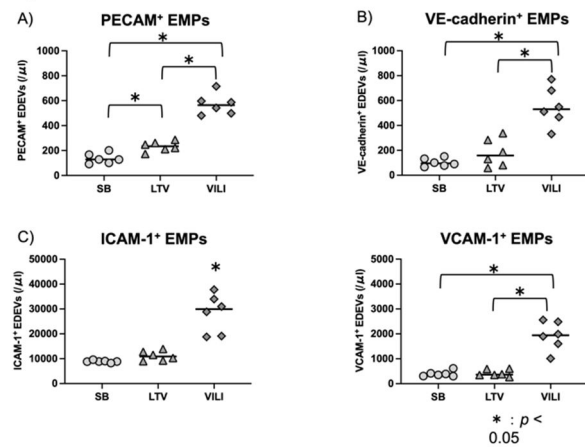 A)
PECAM+ EMPs
*
*
*
PECAM+ EDEVs (/µl)
1000
800
600
400
200
0
SB LTV VILI
B)
VE-cadherin+ EMPs
*
*
VE-cadherin+ EDEVs (/µl)
1000
800
600
400
200
0
SB LTV VILI
C)
ICAM-1+ EMPs
*
ICAM-1+ EDEVs (/µl)
50000
40000
30000
20000
10000
0
SB LTV VILI
VCAM-1+ EMPs
*
*
VCAM-1+ EDEVs (/µl)
5000
4000
3000
2000
1000
0
SB LTV VILI
* : p <
0.05